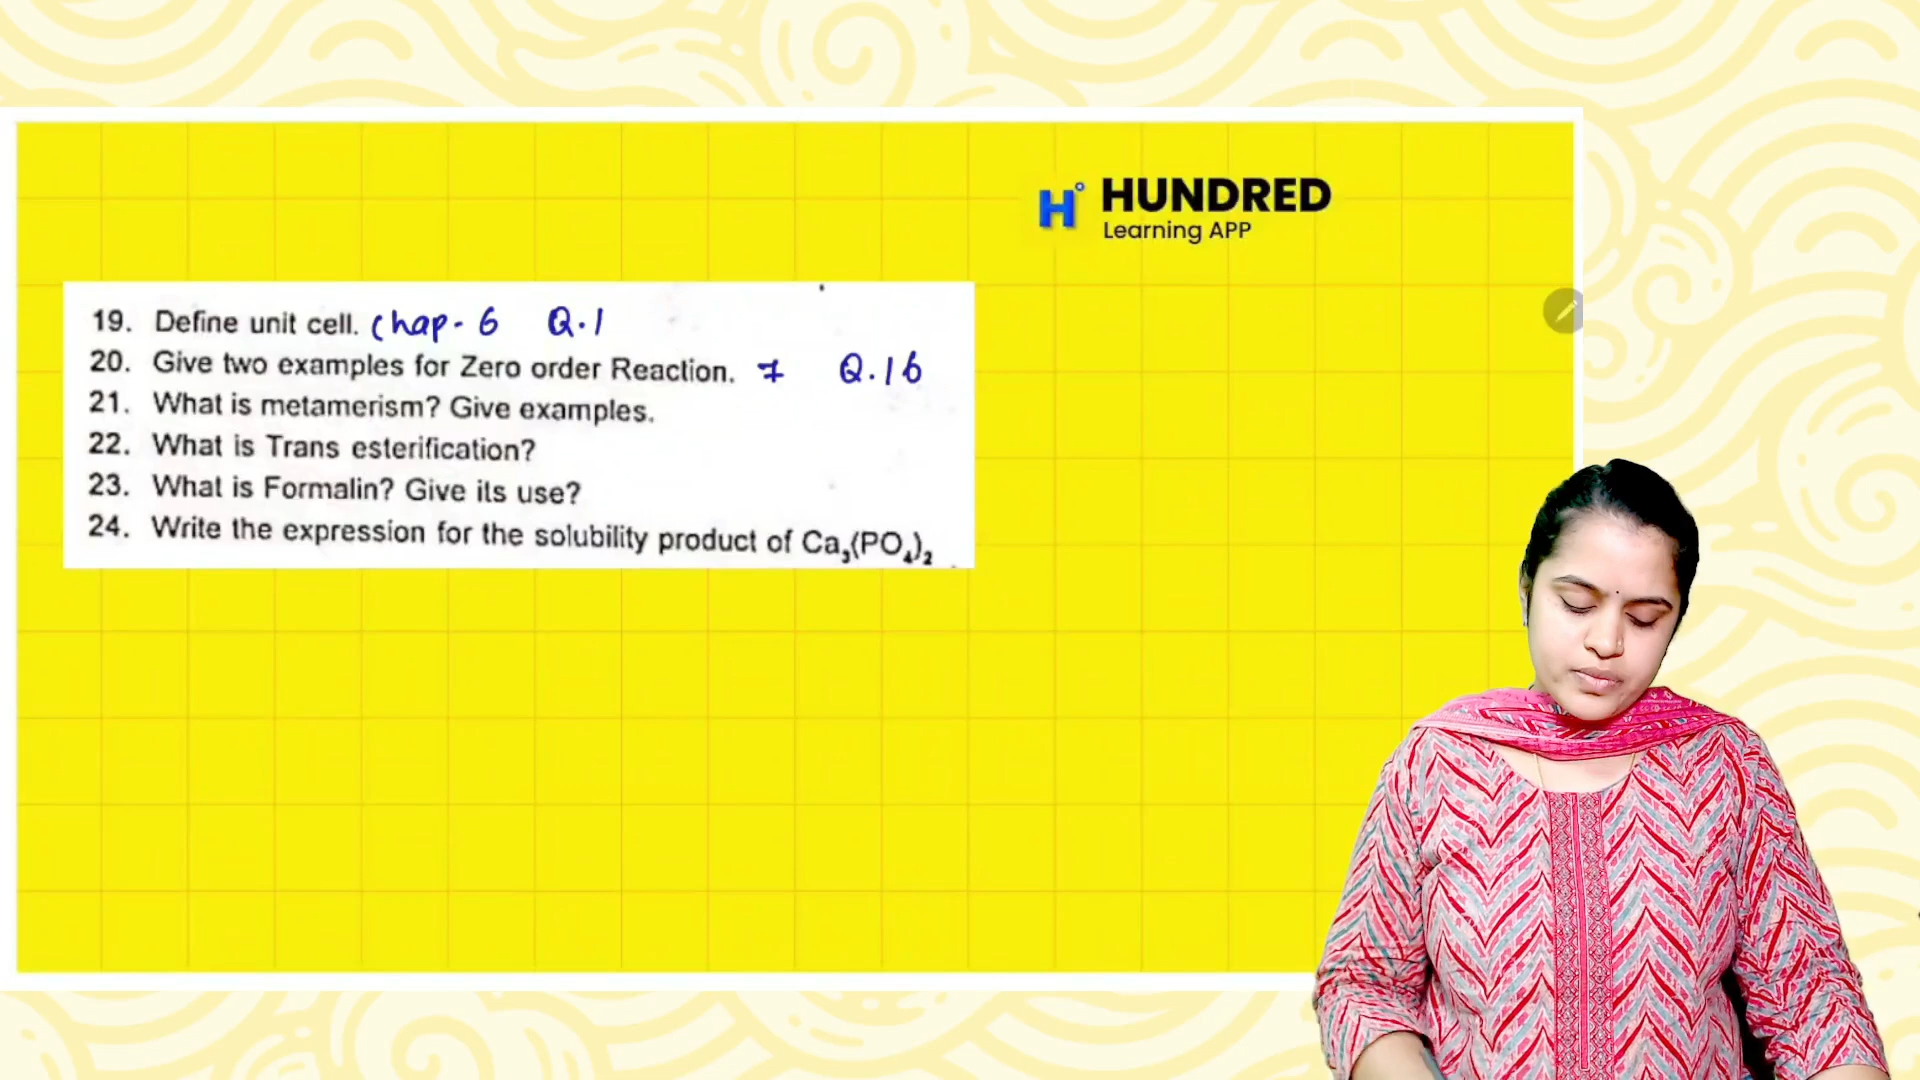 HUNDRED
Learning APP
19. Define unit cell. Chap- 6 Q.1
20. Give two examples for Zero order Reaction. 7 Q.16
21. What is metamerism? Give examples.
22. What is Trans esterification?
23. What is Formalin? Give its use?
24. Write the expression for the solubility product of Ca₃(PO₄)₂